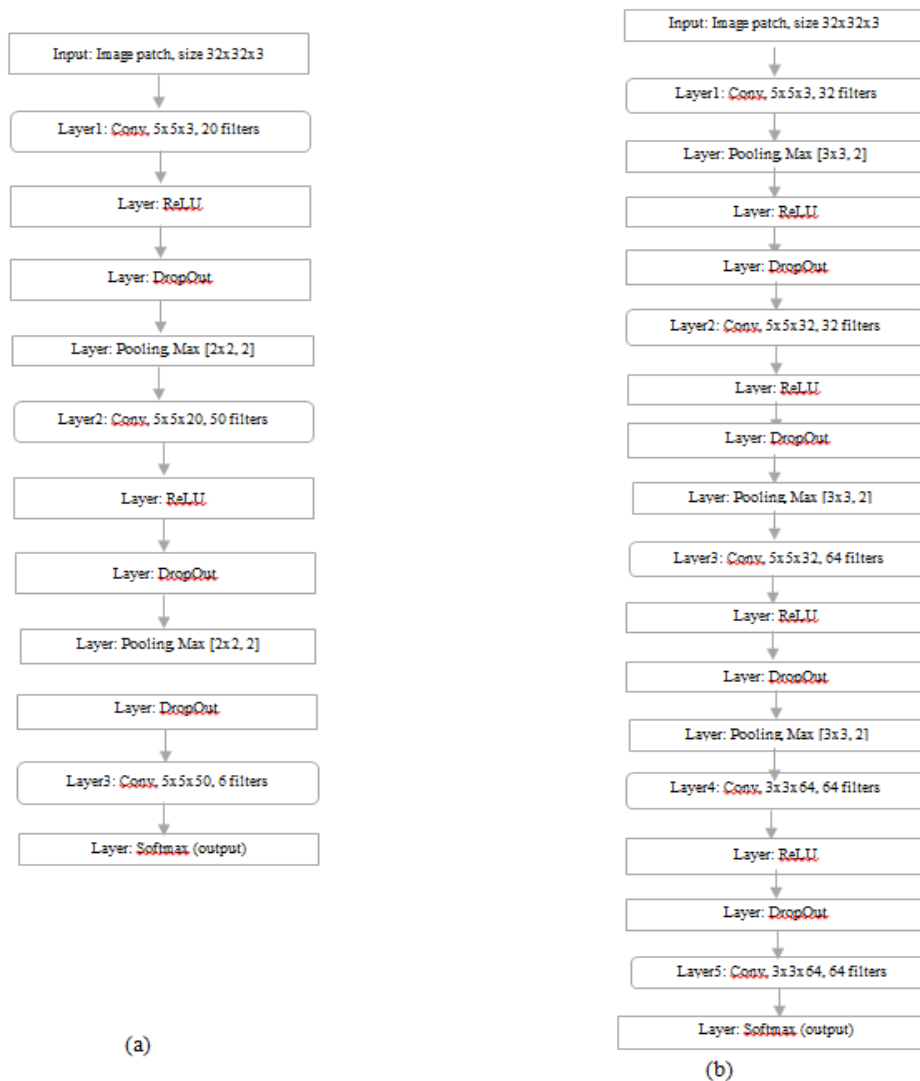 Input: Image patch, size 32x32x3
Layer1: Conv, 5x5x3, 20 filters
Layer: ReLU
Layer: DropOut
Layer: Pooling, Max [2x2, 2]
Layer2: Conv, 5x5x20, 50 filters
Layer: ReLU
Layer: DropOut
Layer: Pooling, Max [2x2, 2]
Layer: DropOut
Layer3: Conv, 5x5x50, 6 filters
Layer: Softmax (output)
(a)
Input: Image patch, size 32x32x3
Layer1: Conv, 5x5x3, 32 filters
Layer: Pooling, Max [3x3, 2]
Layer: ReLU
Layer: DropOut
Layer2: Conv, 5x5x32, 32 filters
Layer: ReLU
Layer: DropOut
Layer: Pooling, Max [3x3, 2]
Layer3: Conv, 5x5x32, 64 filters
Layer: ReLU
Layer: DropOut
Layer: Pooling, Max [3x3, 2]
Layer4: Conv, 3x3x64, 64 filters
Layer: ReLU
Layer: DropOut
Layer5: Conv, 3x3x64, 64 filters
Layer: Softmax (output)
(b)